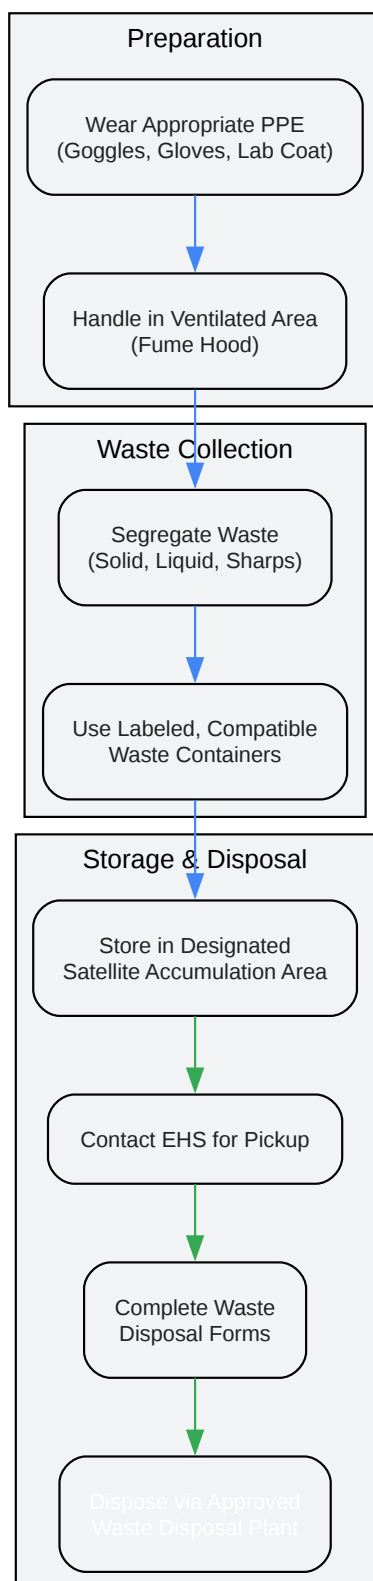 Preparation
Wear Appropriate PPE
(Goggles, Gloves, Lab Coat)
Handle in Ventilated Area
(Fume Hood)
Waste Collection
Segregate Waste
(Solid, Liquid, Sharps)
Use Labeled, Compatible
Waste Containers
Storage & Disposal
Store in Designated
Satellite Accumulation Area
Contact EHS for Pickup
Complete Waste
Disposal Forms
Dispose via Approved
Waste Disposal Plant